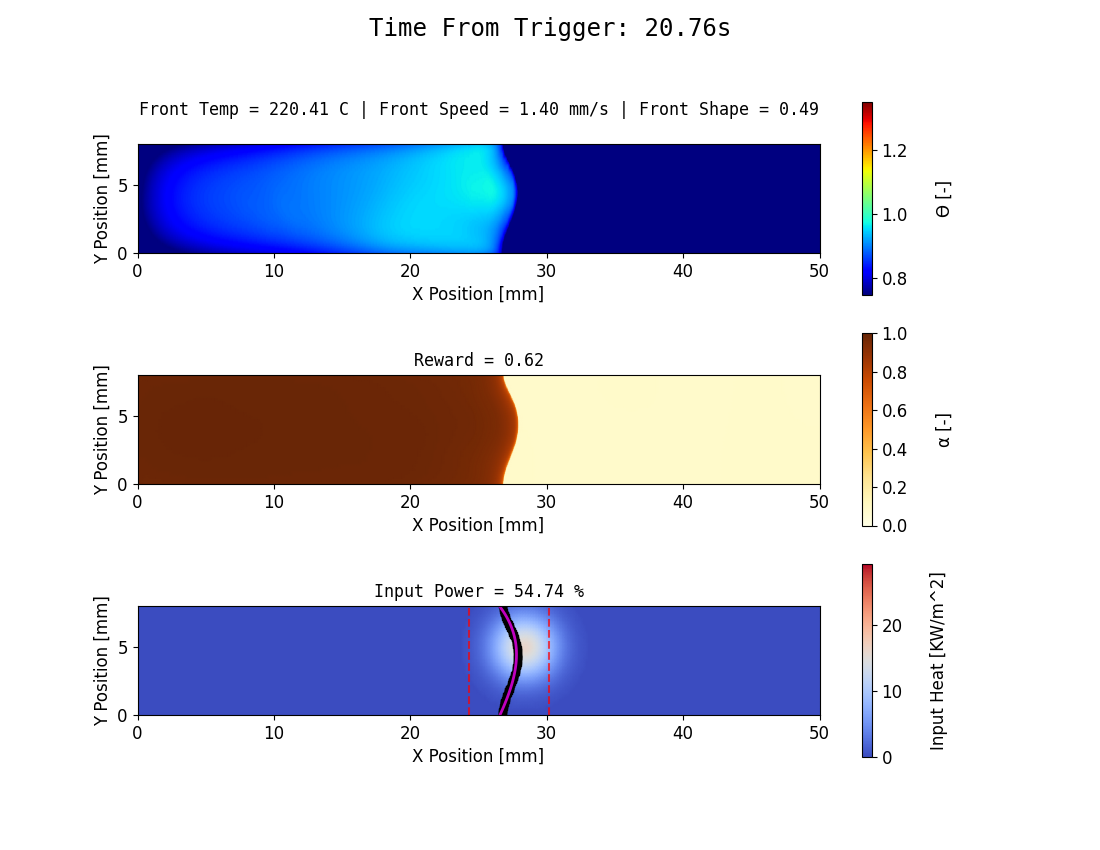 Time From Trigger: 20.76s
Front Temp = 220.41 C | Front Speed = 1.40 mm/s | Front Shape = 0.49
Y Position [mm]
5
0
0 10 20 30 40 50
X Position [mm]
1.2
1.0
0.8
Θ [-]
Reward = 0.62
Y Position [mm]
5
0
0 10 20 30 40 50
X Position [mm]
1.0
0.8
0.6
0.4
0.2
0.0
α [-]
Input Power = 54.74 %
Y Position [mm]
5
0
0 10 20 30 40 50
X Position [mm]
20
10
0
Input Heat [KW/m^2]